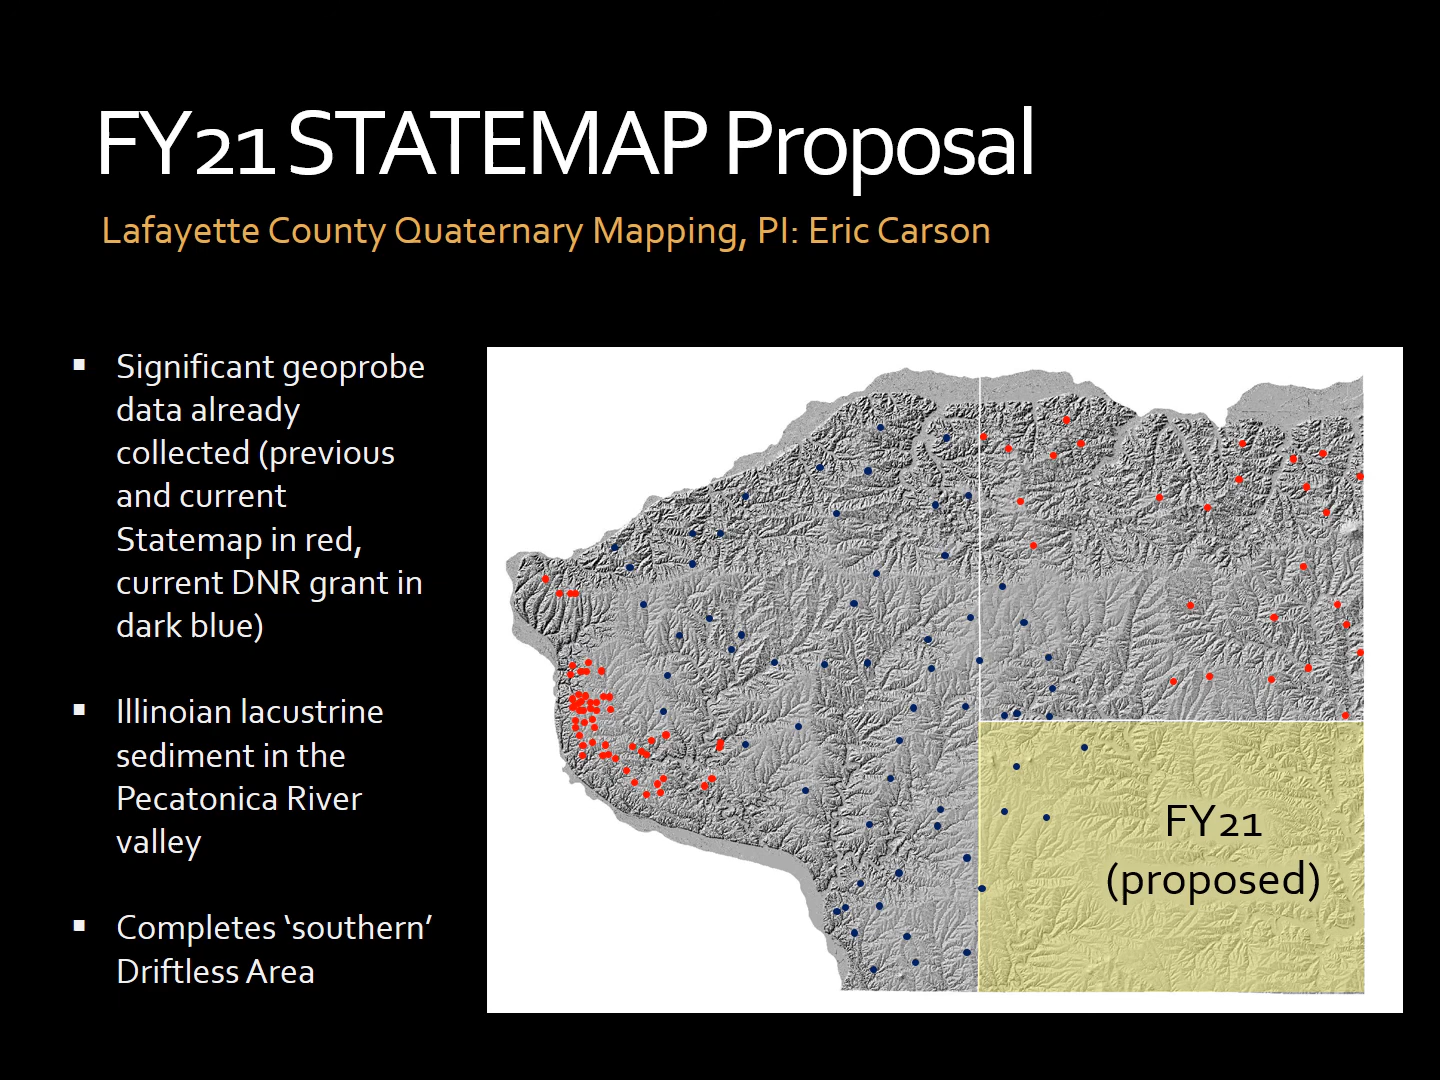 FY21 STATEMAP Proposal
Lafayette County Quaternary Mapping, PI: Eric Carson
▪ Significant geoprobe
data already
collected (previous
and current
Statemap in red,
current DNR grant in
dark blue)
▪ Illinoian lacustrine
sediment in the
Pecatonica River
valley
▪ Completes ‘southern’
Driftless Area
FY21
(proposed)